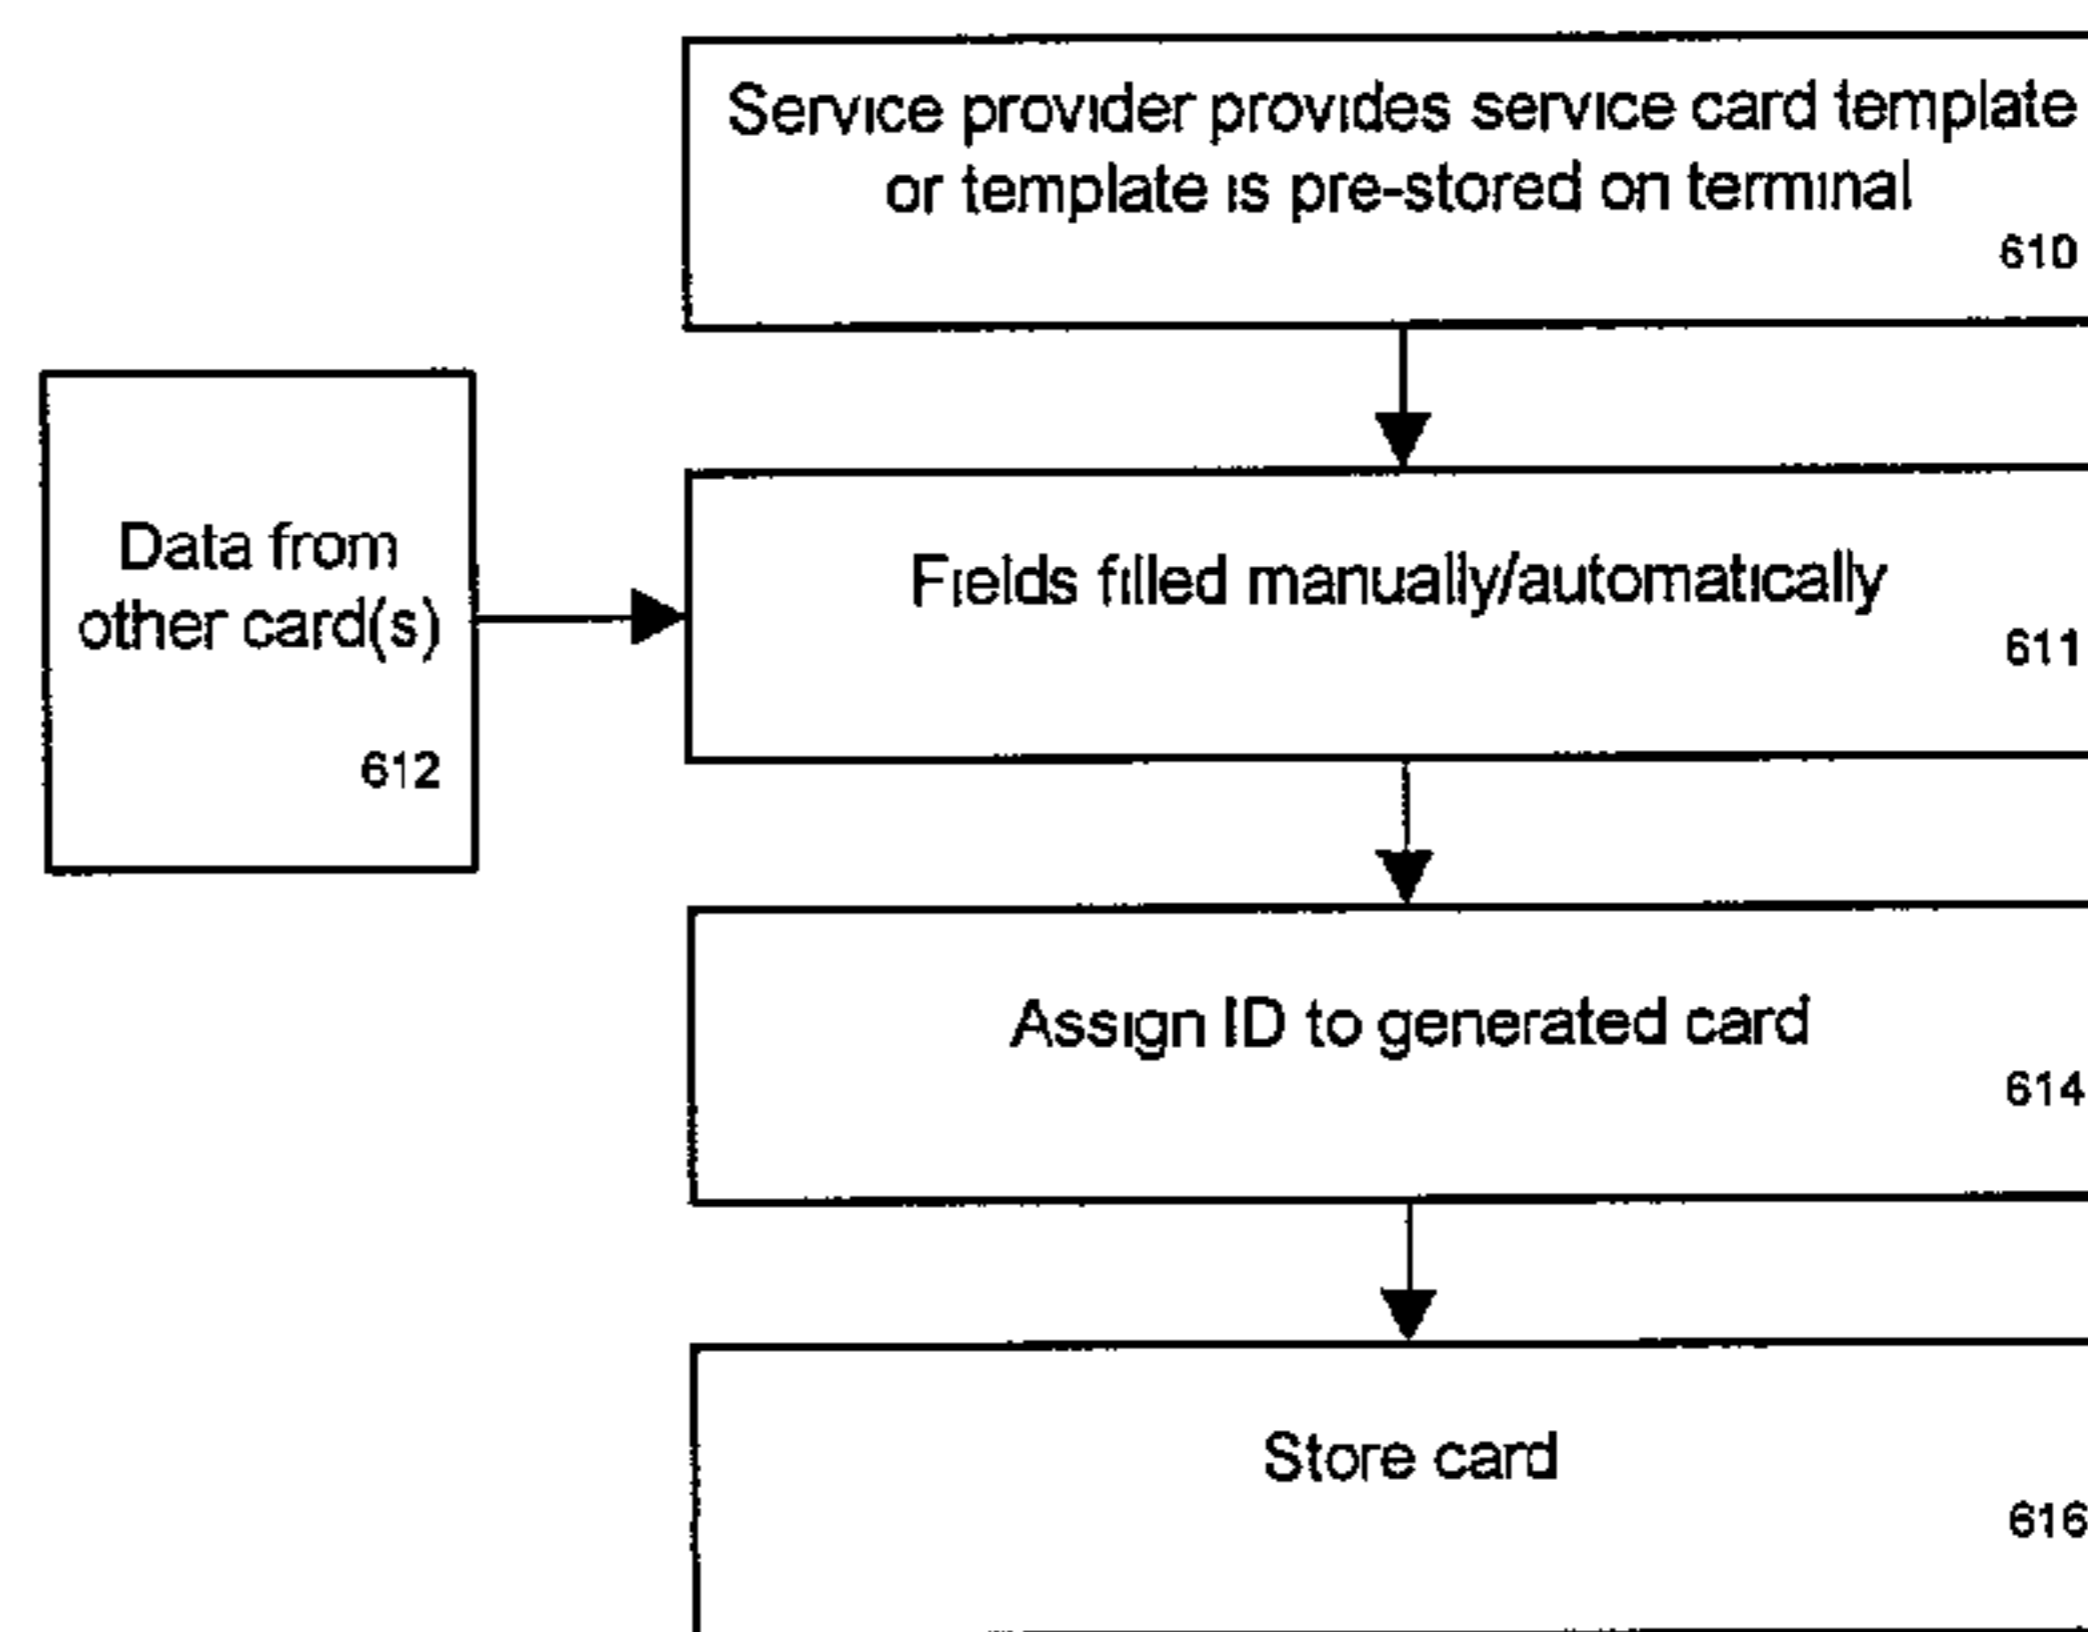 Service provider provides service card template
or template is pre-stored on terminal
610
Data from
other card(s)
612
Fields filled manually/automatically
611
Assign ID to generated card
614
Store card
616